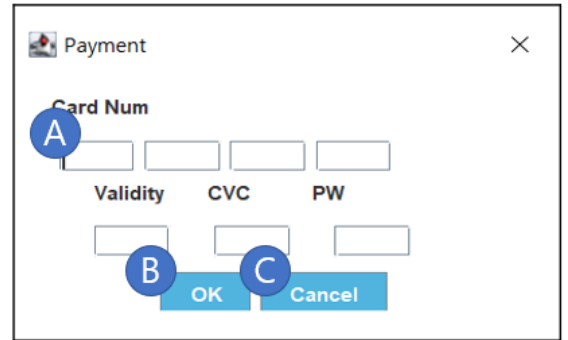 Payment
Card Num
A
Validity CVC PW
B
C
OK Cancel